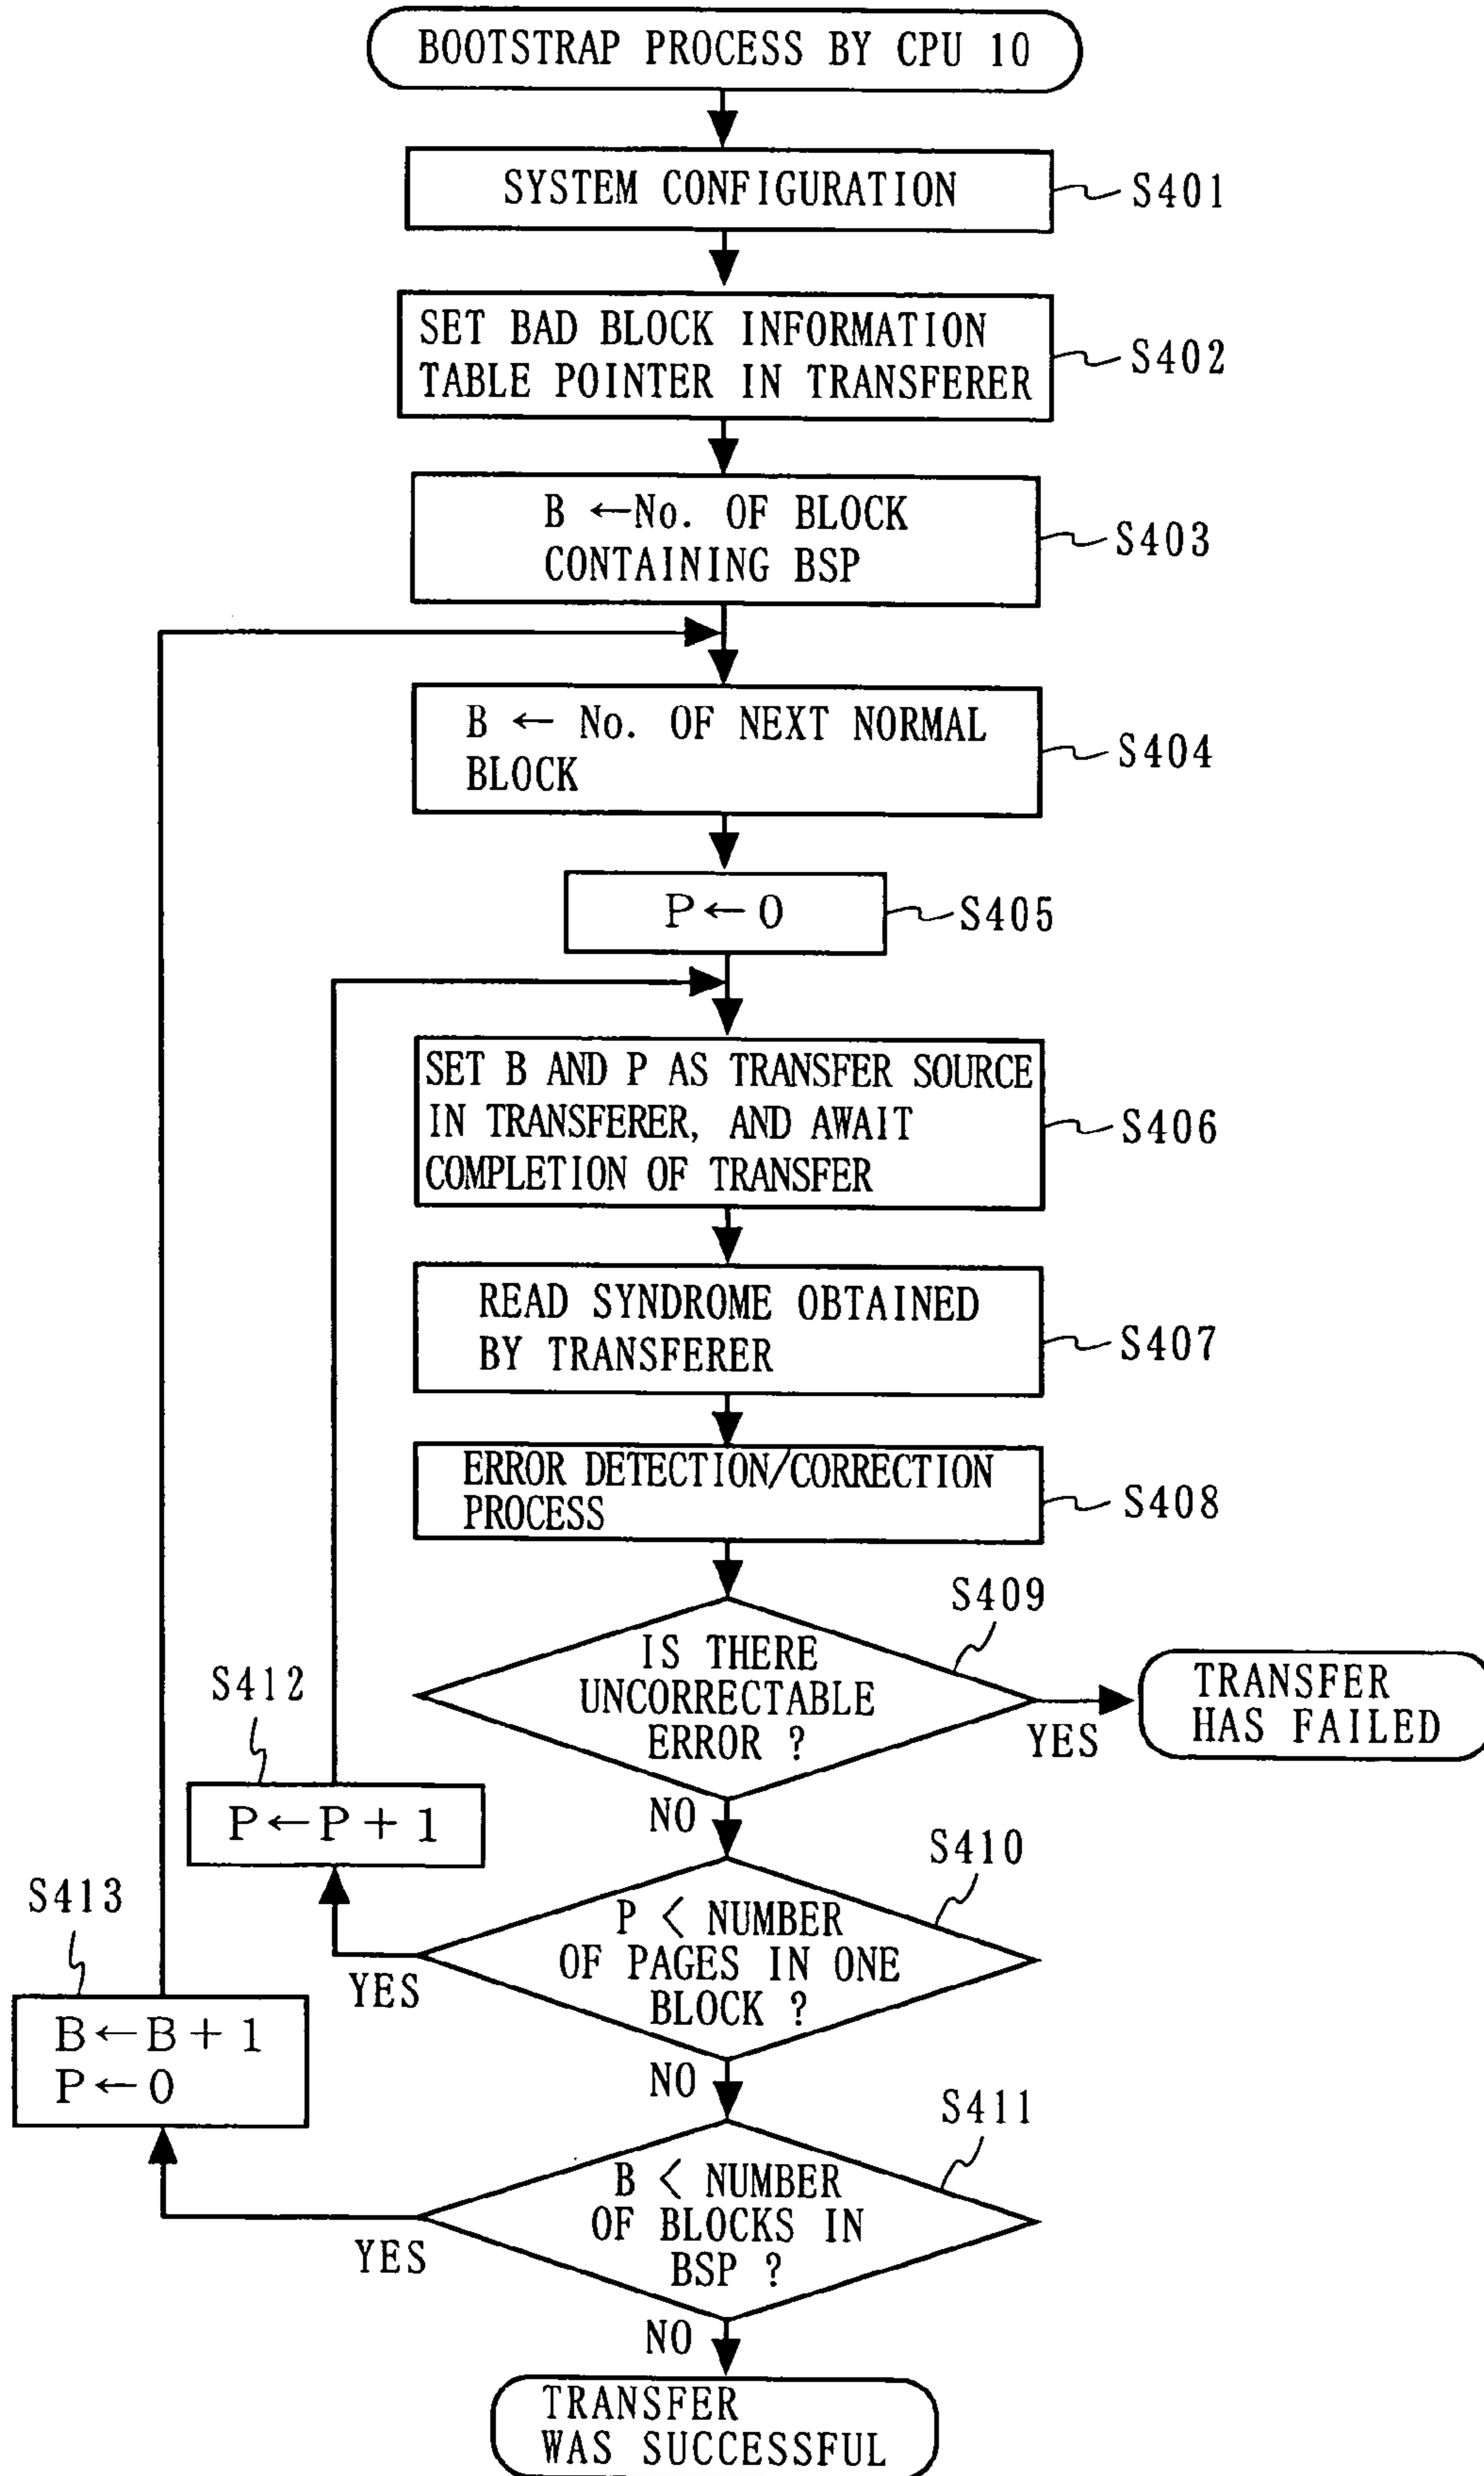 BOOTSTRAP PROCESS BY CPU 10
SYSTEM CONFIGURATION
S401
SET BAD BLOCK INFORMATION
TABLE POINTER IN TRANSFERER
S402
B ←No. OF BLOCK
CONTAINING BSP
S403
B ← No. OF NEXT NORMAL
BLOCK
S404
P←0
S405
SET B AND P AS TRANSFER SOURCE
IN TRANSFERER, AND AWAIT
COMPLETION OF TRANSFER
S406
READ SYNDROME OBTAINED
BY TRANSFERER
S407
ERROR DETECTION/CORRECTION
PROCESS
S408
S409
IS THERE
UNCORRECTABLE
ERROR ?
YES
TRANSFER
HAS FAILED
NO
S412
P←P+1
S410
P < NUMBER
OF PAGES IN ONE
BLOCK ?
YES
NO
S413
B←B+1
P←0
S411
B < NUMBER
OF BLOCKS IN
BSP ?
YES
NO
TRANSFER
WAS SUCCESSFUL